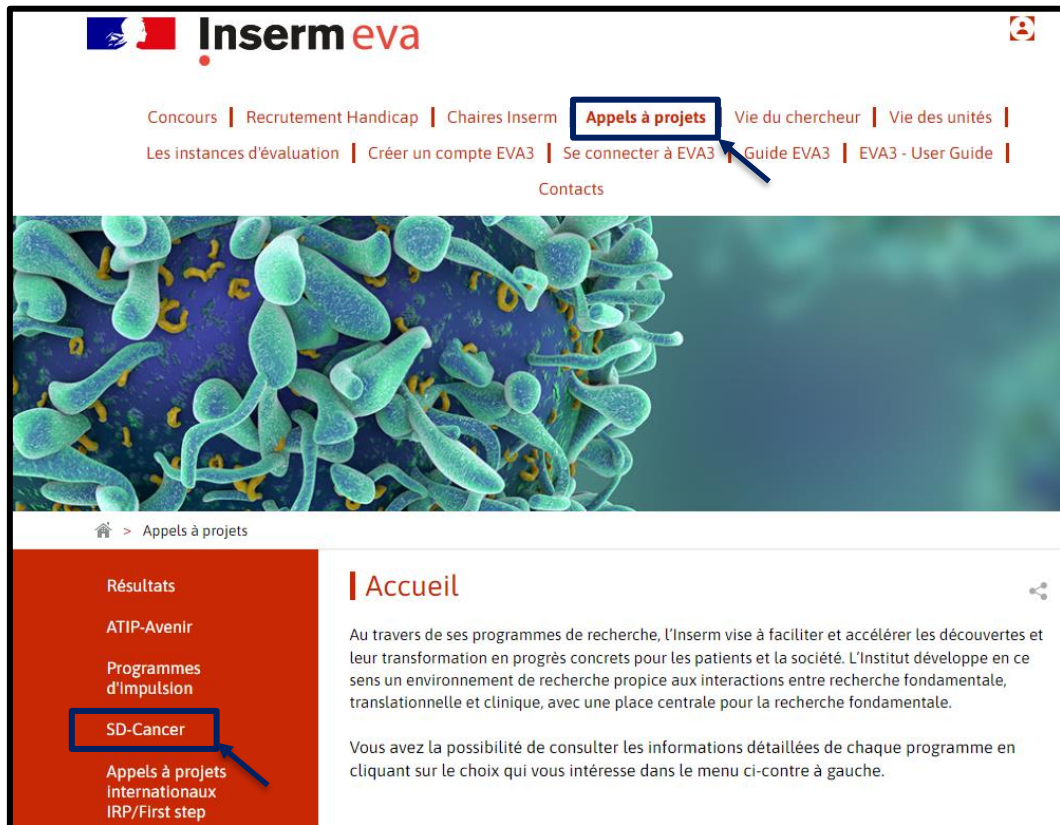 Inserm eva
Concours | Recrutement Handicap | Chaires Inserm | Appels à projets | Vie du chercheur | Vie des unités |
Les instances d'évaluation | Créer un compte EVA3 | Se connecter à EVA3 | Guide EVA3 | EVA3 - User Guide |
Contacts
> Appels à projets
Résultats
ATIP-Avenir
Programmes
d'impulsion
SD-Cancer
Appels à projets
internationaux
IRP/First step
Accueil
Au travers de ses programmes de recherche, l'Inserm vise à faciliter et accélérer les découvertes et
leur transformation en progrès concrets pour les patients et la société. L'Institut développe en ce
sens un environnement de recherche propice aux interactions entre recherche fondamentale,
translationnelle et clinique, avec une place centrale pour la recherche fondamentale.
Vous avez la possibilité de consulter les informations détaillées de chaque programme en
cliquant sur le choix qui vous intéresse dans le menu ci-contre à gauche.